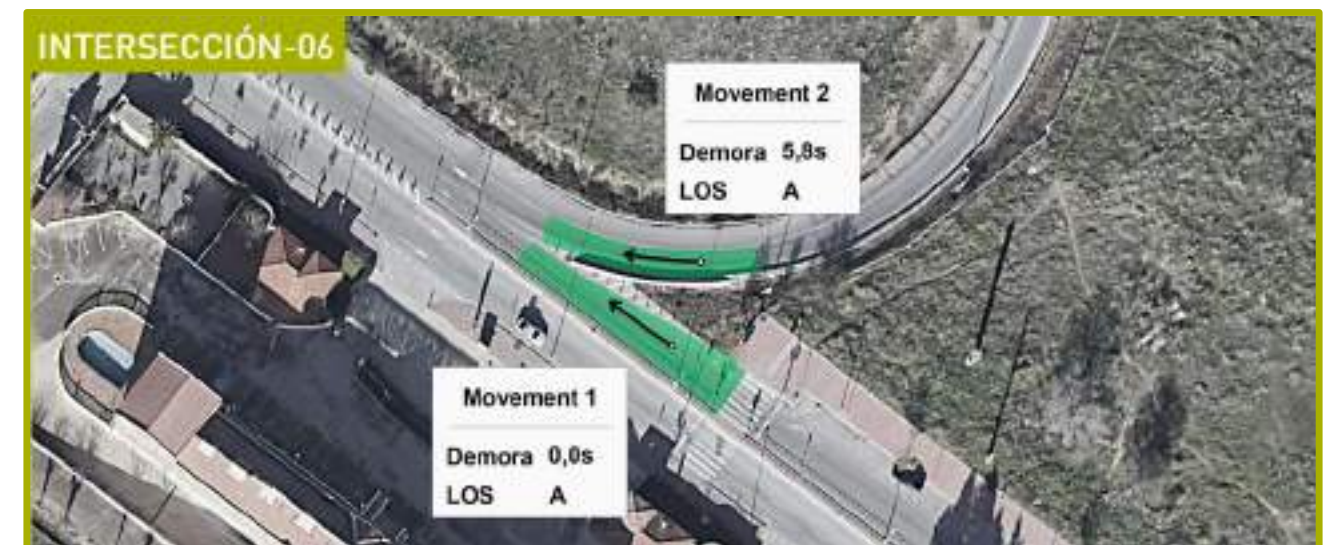 INTERSECCIÓN-06
Movement 2
Demora 5,8s
LOS A
Movement 1
Demora 0,0s
LOS A